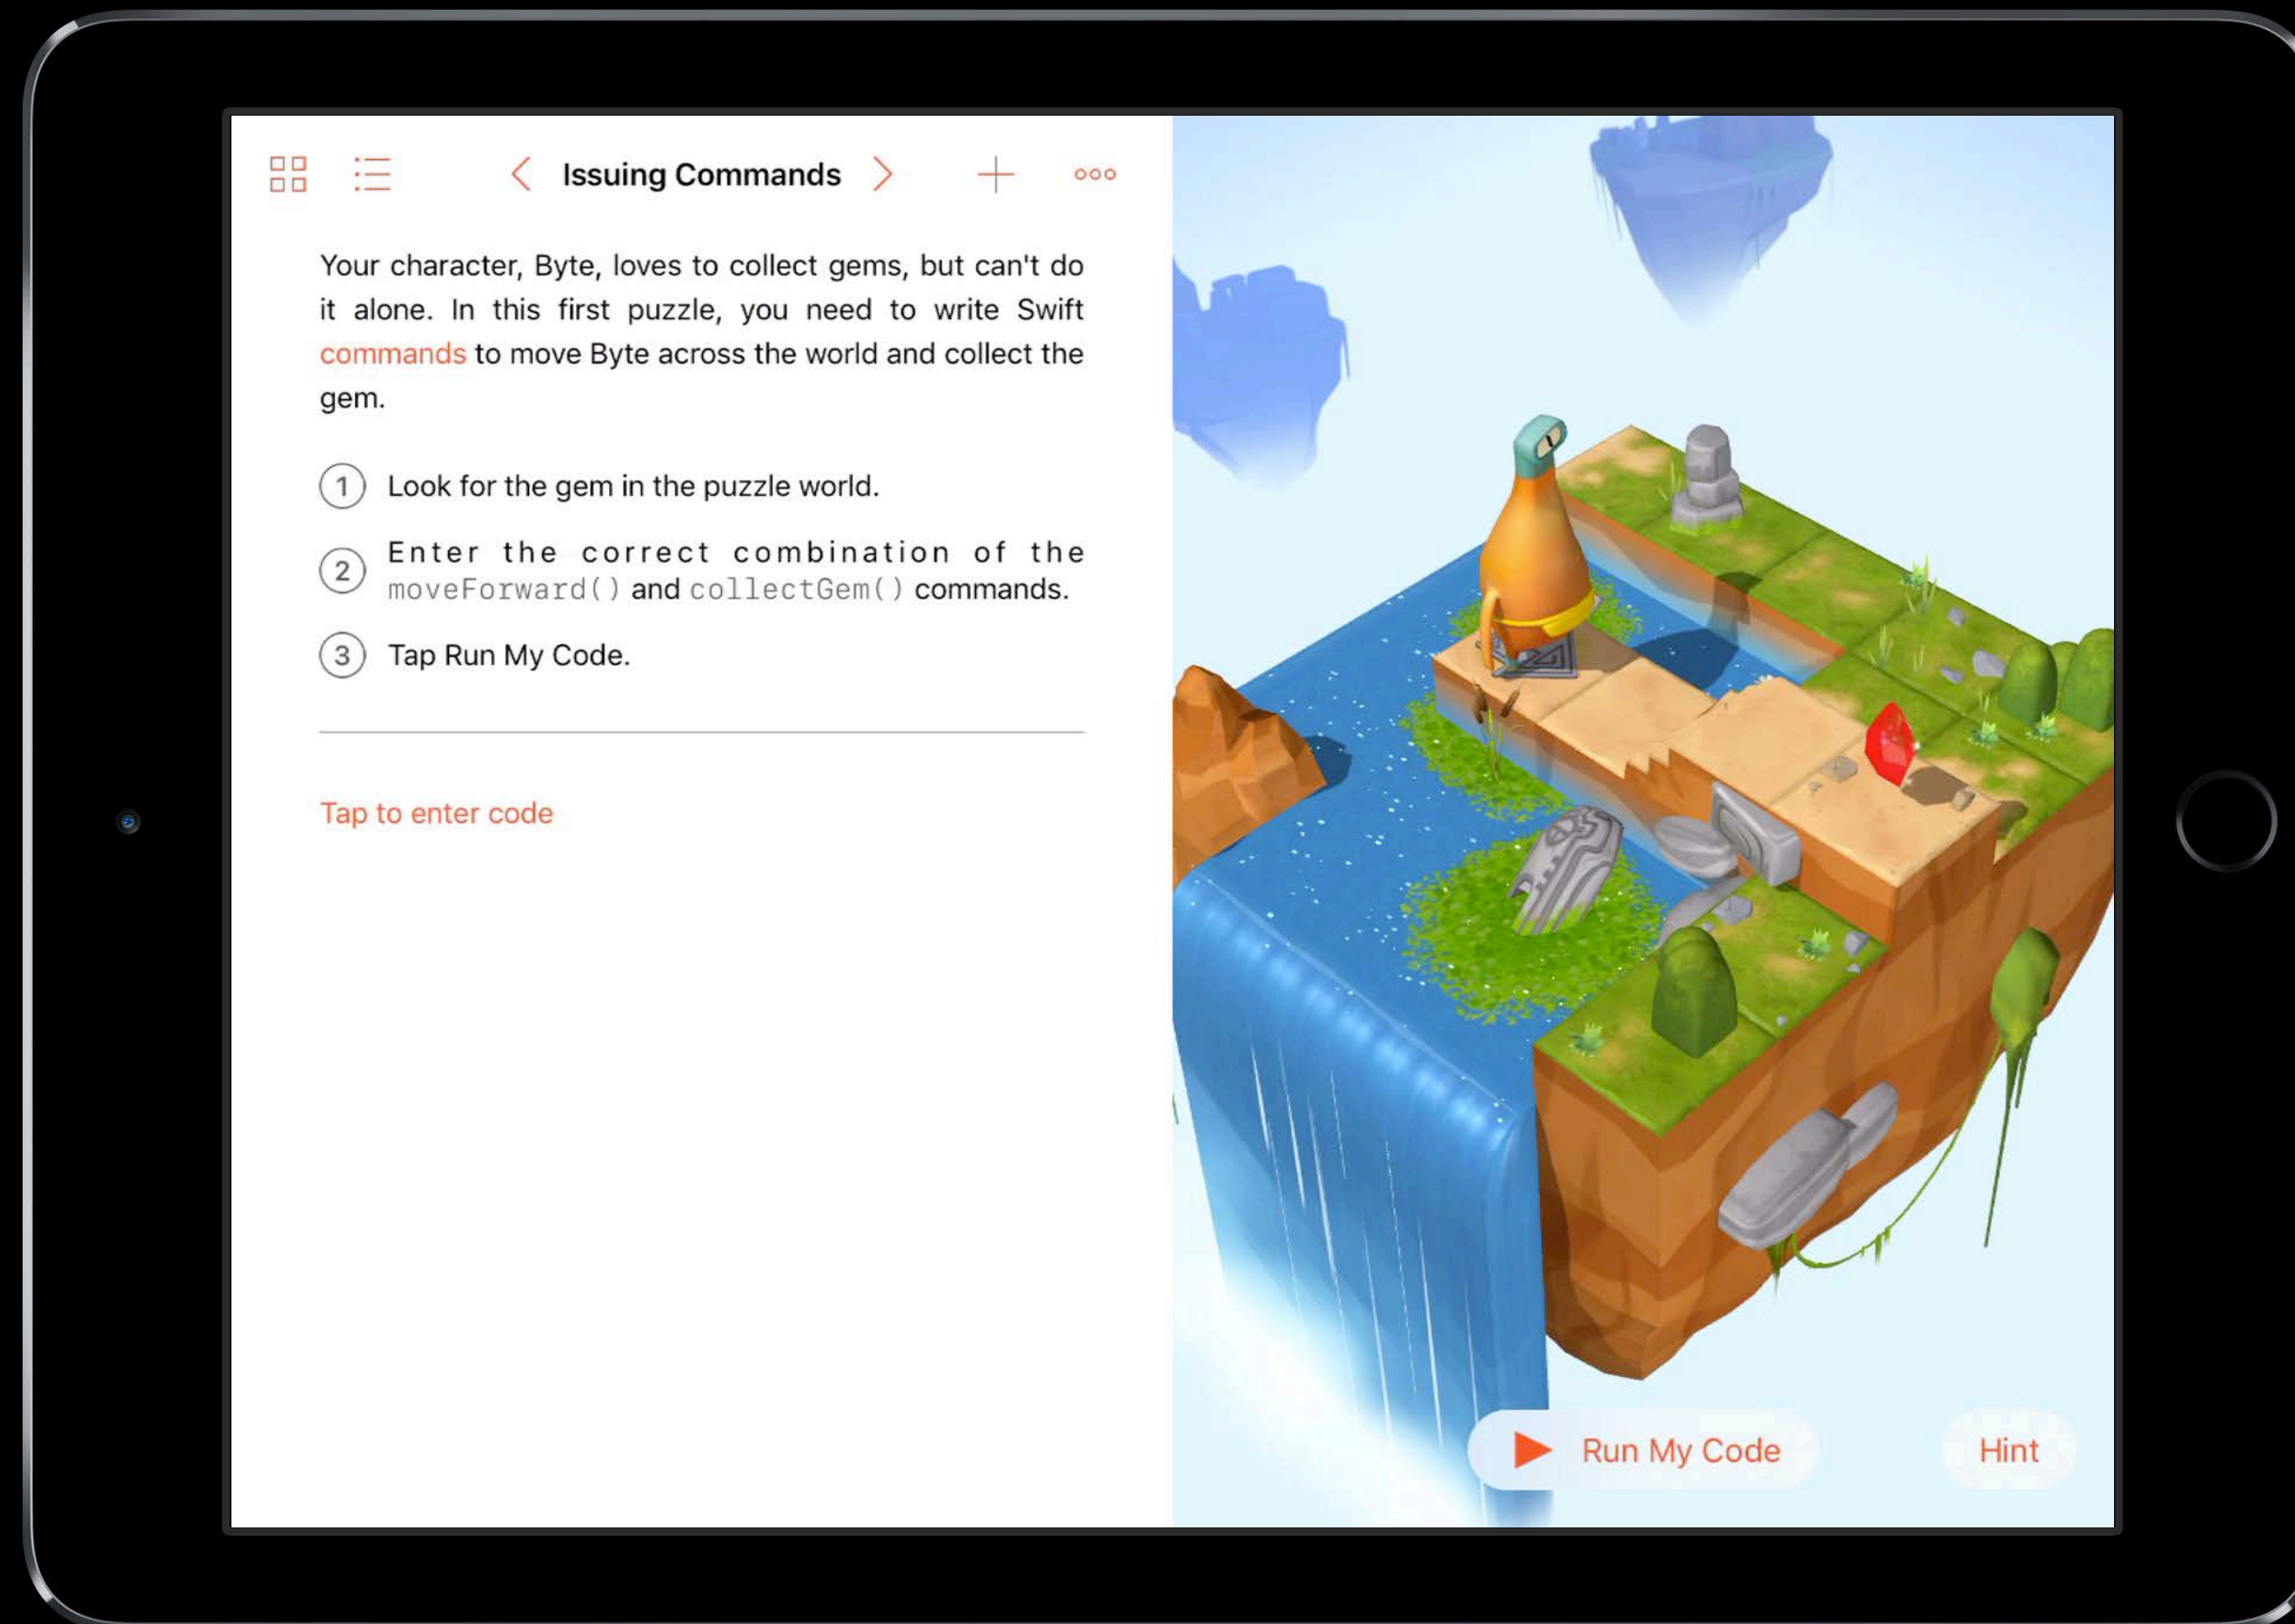 Issuing Commands
Your character, Byte, loves to collect gems, but can't do
it alone. In this first puzzle, you need to write Swift
commands to move Byte across the world and collect the
gem.
1 Look for the gem in the puzzle world.
2 Enter the correct combination of the
moveForward() and collectGem() commands.
3 Tap Run My Code.
Tap to enter code
Run My Code
Hint